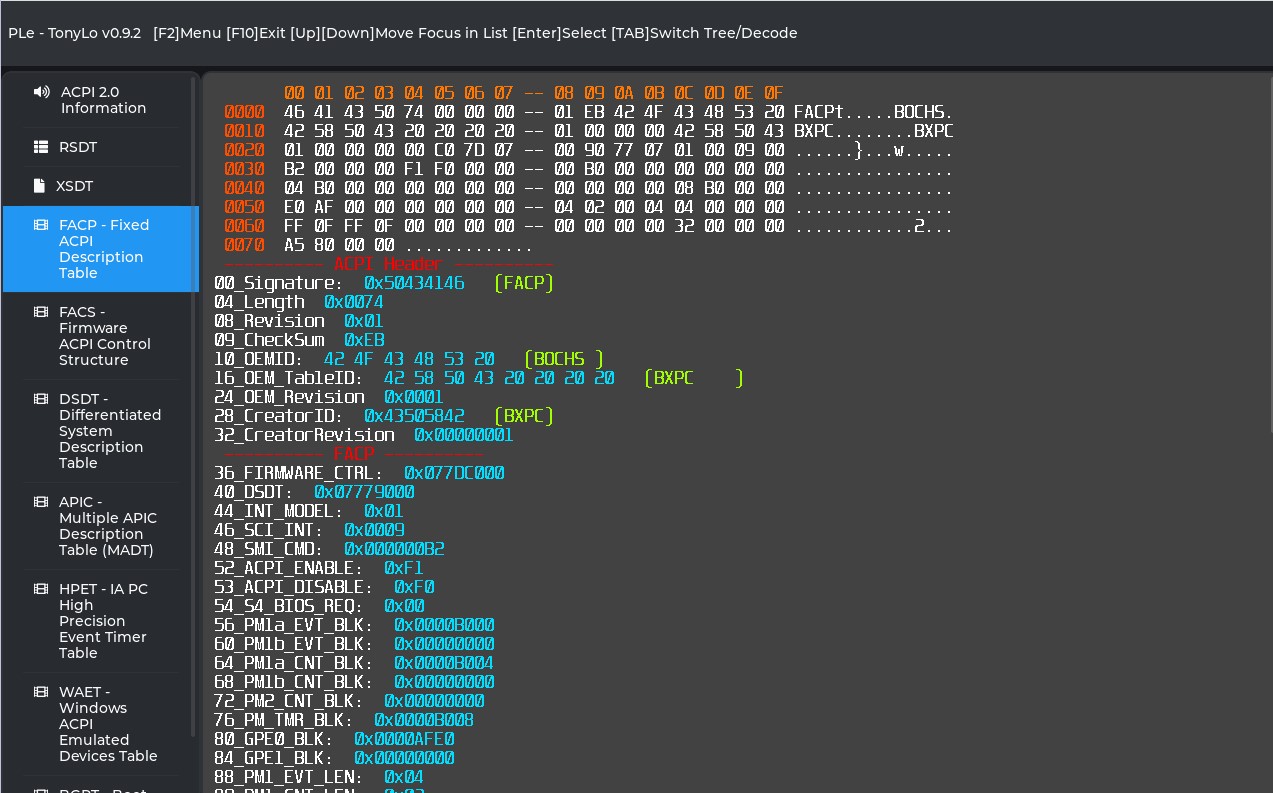 PLe - TonyLo v0.9.2   [F2]Menu [F10]Exit [Up][Down]Move Focus in List [Enter]Select [TAB]Switch Tree/Decode
ACPI 2.0
Information
RSDT
XSDT
FACP - Fixed
ACPI
Description
Table
FACS -
Firmware
ACPI Control
Structure
DSDT -
Differentiated
System
Description
Table
APIC -
Multiple APIC
Description
Table (MADT)
HPET - IA PC
High
Precision
Event Timer
Table
WAET -
Windows
ACPI
Emulated
Devices Table
00 01 02 03 04 05 06 07 -- 08 09 0A 0B 0C 0D 0E 0F
0000  46 41 43 50 74 00 00 00 -- 01 EB 42 4F 43 48 53 20 FACPt.....BOCHS.
0010  42 58 50 43 20 20 20 20 -- 01 00 00 00 42 58 50 43 BXPC........BXPC
0020  01 00 00 00 00 C0 7D 07 -- 00 90 77 07 01 00 09 00 ......}...w.....
0030  B2 00 00 00 F1 F0 00 00 -- 00 B0 00 00 00 00 00 00 ................
0040  04 B0 00 00 00 00 00 00 -- 00 00 00 00 08 B0 00 00 ................
0050  E0 AF 00 00 00 00 00 00 -- 04 02 00 04 04 00 00 00 ................
0060  FF 0F FF 0F 00 00 00 00 -- 00 00 00 00 32 00 00 00 ............2...
0070  A5 80 00 00 .............
---------- ACPI Header ----------
00_Signature:  0x50434146   (FACP)
04_Length  0x0074
08_Revision  0x01
09_CheckSum  0xEB
10_OEMID:  42 4F 43 48 53 20   (BOCHS )
16_OEM_TableID:  42 58 50 43 20 20 20 20   (BXPC    )
24_OEM_Revision  0x0001
28_CreatorID:  0x43505842   (BXPC)
32_CreatorRevision  0x00000001
---------- FACP ----------
36_FIRMWARE_CTRL:  0x077DC000
40_DSDT:  0x07779000
44_INT_MODEL:  0x01
46_SCI_INT:  0x0009
48_SMI_CMD:  0x000000B2
52_ACPI_ENABLE:  0xF1
53_ACPI_DISABLE:  0xF0
54_S4_BIOS_REQ:  0x00
56_PM1a_EVT_BLK:  0x0000B000
60_PM1b_EVT_BLK:  0x00000000
64_PM1a_CNT_BLK:  0x0000B004
68_PM1b_CNT_BLK:  0x00000000
72_PM2_CNT_BLK:  0x00000000
76_PM_TMR_BLK:  0x0000B008
80_GPE0_BLK:  0x0000AFE0
84_GPE1_BLK:  0x00000000
88_PM1_EVT_LEN:  0x04